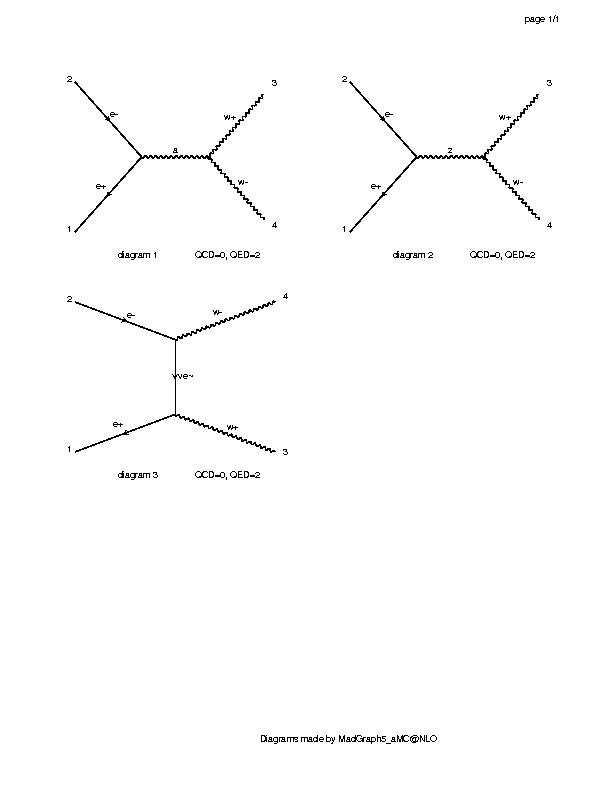 page 1/1
2
e-
e+
1
a
w+
w-
3
4
diagram 1
QCD=0, QED=2
2
e-
e+
1
z
w+
w-
3
4
diagram 2
QCD=0, QED=2
2
e-
w-
4
ve~
e+
w+
1
3
diagram 3
QCD=0, QED=2
Diagrams made by MadGraph5_aMC@NLO